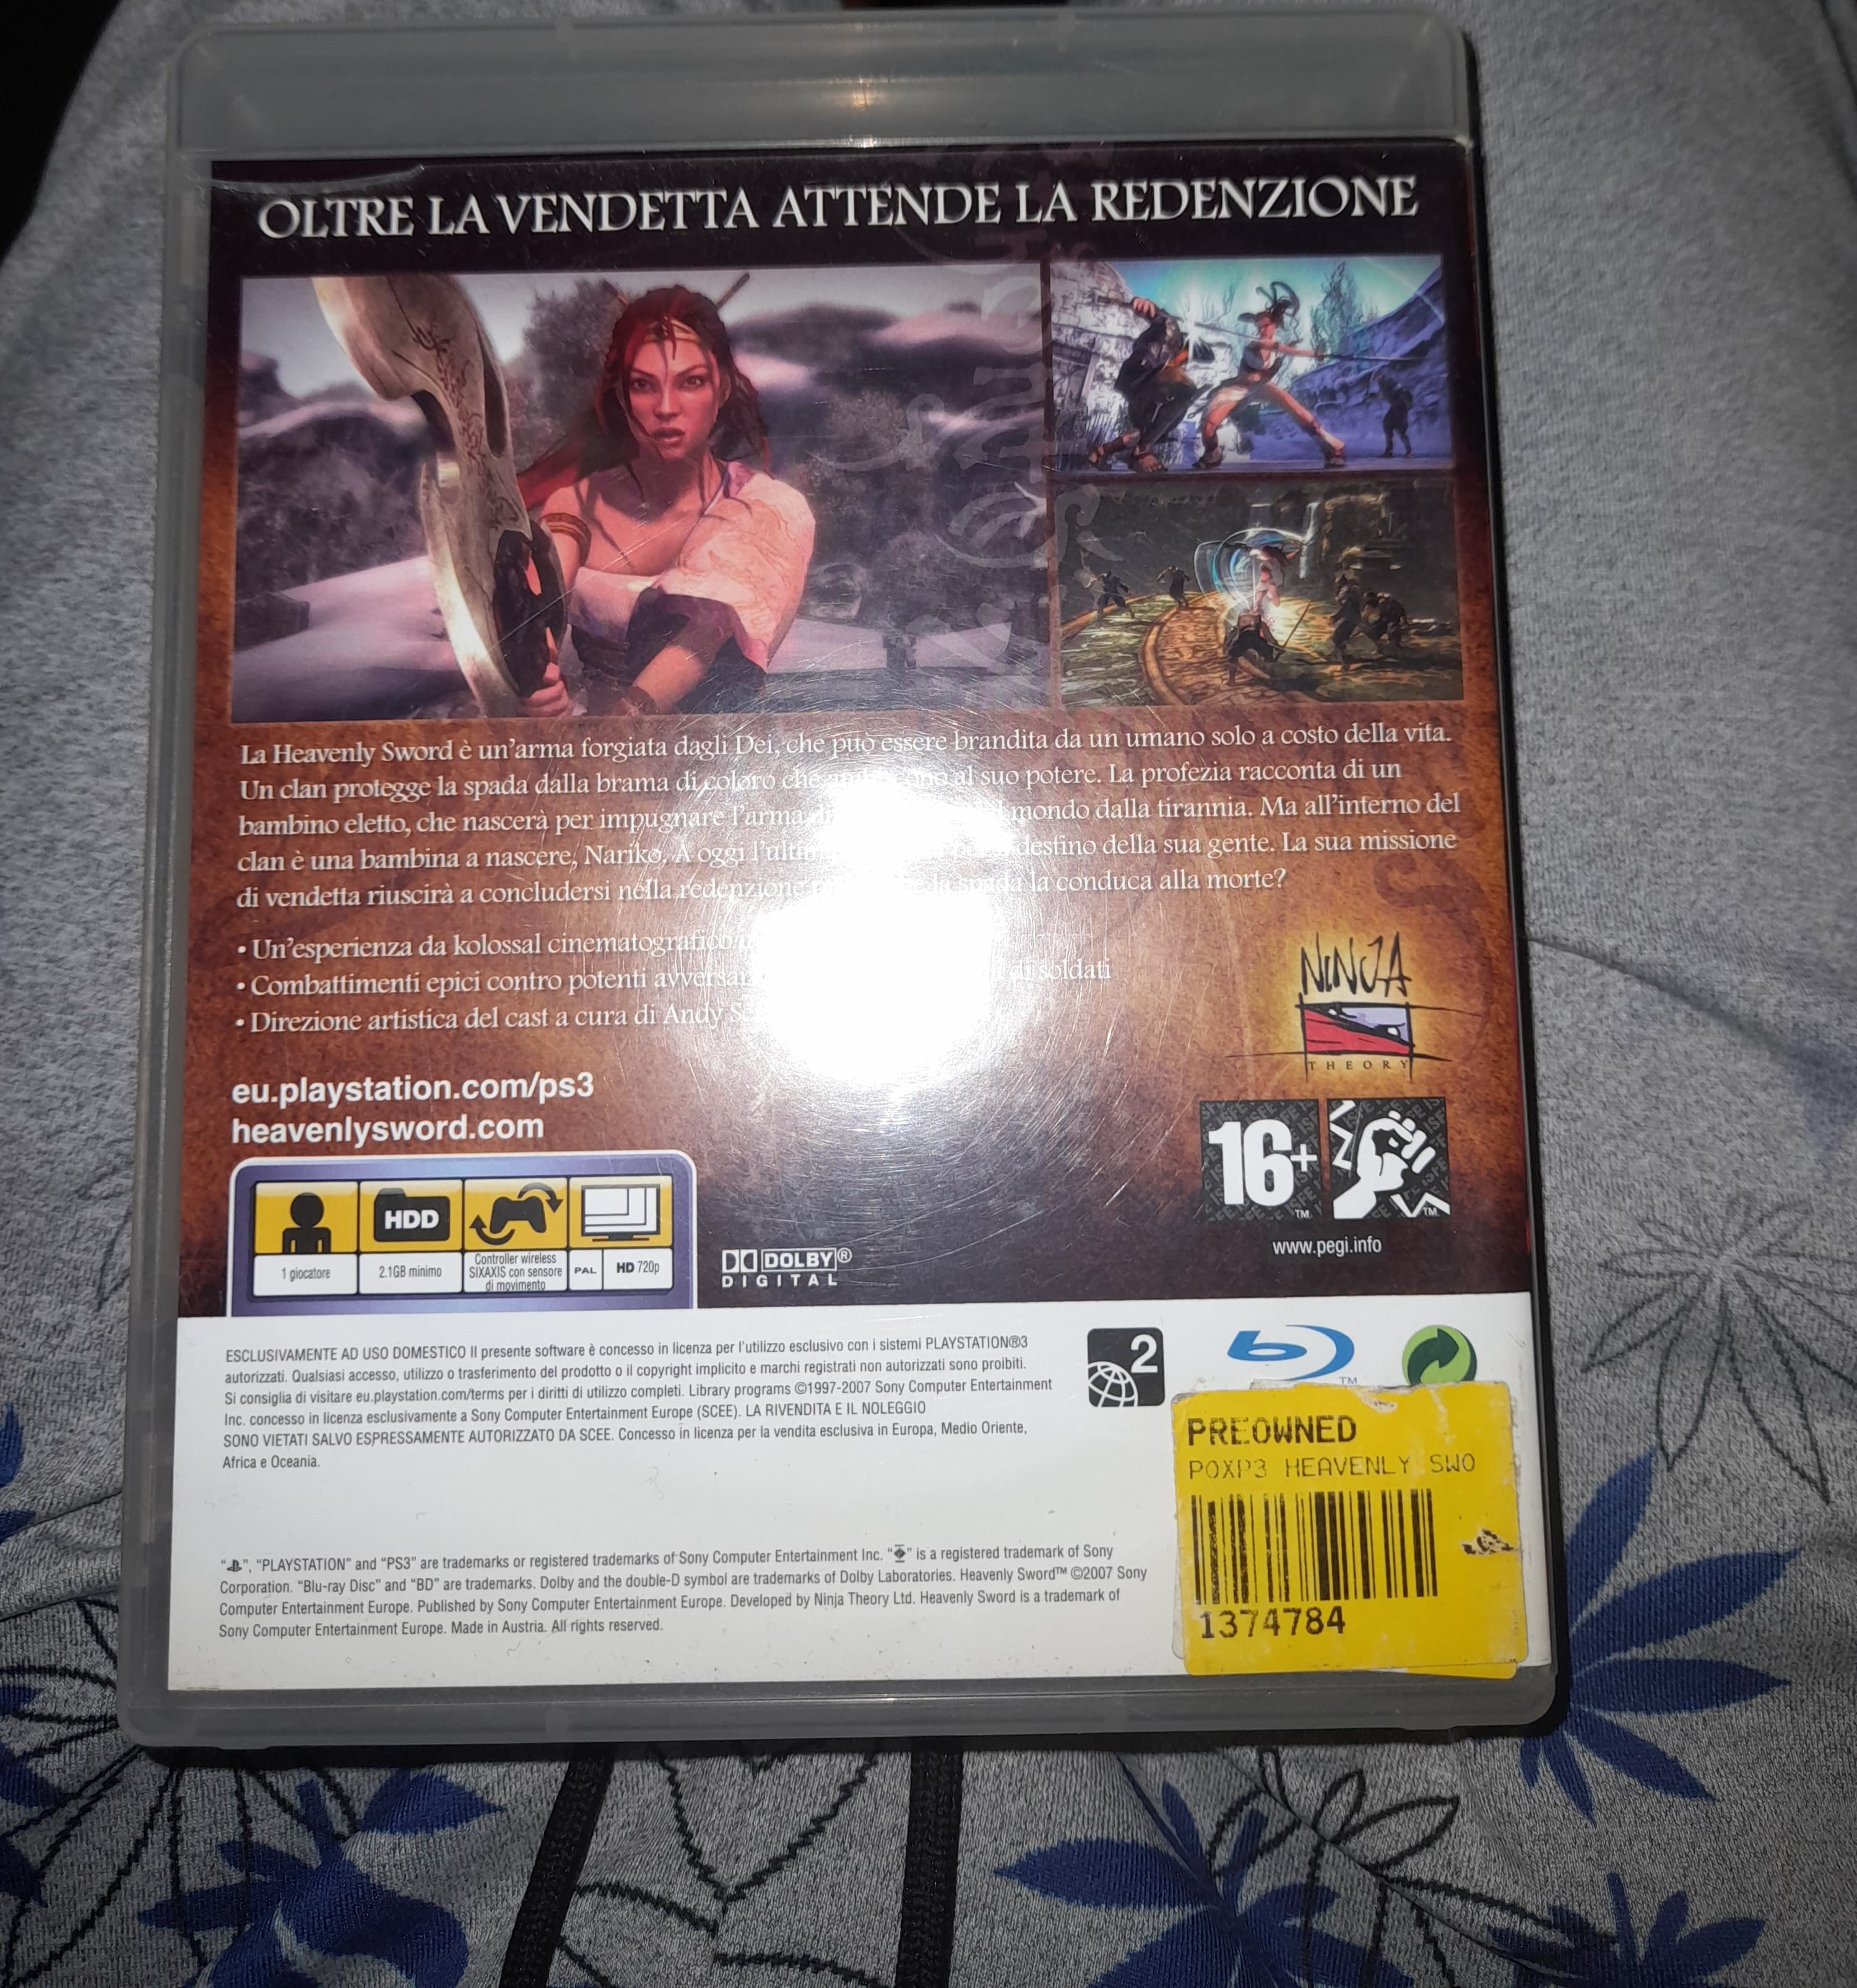 OLTRE LA VENDETTA ATTENDE LA REDENZIONE
La Heavenly Sword è un'arma forgiata dagli Dei, che può essere brandita da un umano solo a costo della vita.
Un clan protegge la spada dalla brama di coloro che al suo potere. La profezia racconta di un
bambino eletto, che nascerà per impugnare l'arma mondo dalla tirannia. Ma all'interno del
clan è una bambina a nascere, Nariko. A oggi destino della sua gente. La sua missione
di vendetta riuscirà a concludersi nella redenzione la spada la conduca alla morte?
• Un'esperienza da kolossal cinematografico
• Combattimenti epici contro potenti di soldati
• Direzione artistica del cast a cura di Andy
NINJA
THEORY
eu.playstation.com/ps3
heavenlysword.com
16+
TM
TM
www.pegi.info
HDD
1 giocatore
2.1GB minimo
Controller wireless
SIXAXIS con sensore
di movimento
PAL
HD 720p
DOLBY®
DIGITAL
ESCLUSIVAMENTE AD USO DOMESTICO Il presente software è concesso in licenza per l'utilizzo esclusivo con i sistemi PLAYSTATION®3
autorizzati. Qualsiasi accesso, utilizzo o trasferimento del prodotto o il copyright implicito e marchi registrati non autorizzati sono proibiti.
Si consiglia di visitare eu.playstation.com/terms per i diritti di utilizzo completi. Library programs ©1997-2007 Sony Computer Entertainment
Inc. concesso in licenza esclusivamente a Sony Computer Entertainment Europe (SCEE). LA RIVENDITA E IL NOLEGGIO
SONO VIETATI SALVO ESPRESSAMENTE AUTORIZZATO DA SCEE. Concesso in licenza per la vendita esclusiva in Europa, Medio Oriente,
Africa e Oceania.
2
TM
PREOWNED
POXP3 HEAVENLY SWO
1374784
"", "PLAYSTATION" and "PS3" are trademarks or registered trademarks of Sony Computer Entertainment Inc. "" is a registered trademark of Sony
Corporation. "Blu-ray Disc" and "BD" are trademarks. Dolby and the double-D symbol are trademarks of Dolby Laboratories. Heavenly Sword™ ©2007 Sony
Computer Entertainment Europe. Published by Sony Computer Entertainment Europe. Developed by Ninja Theory Ltd. Heavenly Sword is a trademark of
Sony Computer Entertainment Europe. Made in Austria. All rights reserved.